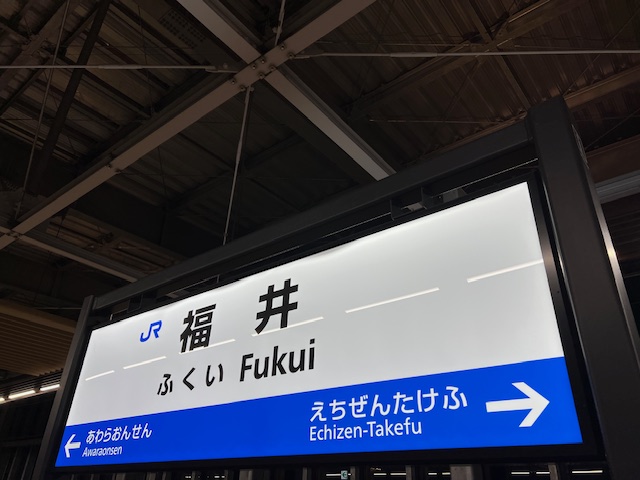 JR 福井
ふくい Fukui
あわらおんせん
Awaraonsen
えちぜんたけふ
Echizen-Takefu